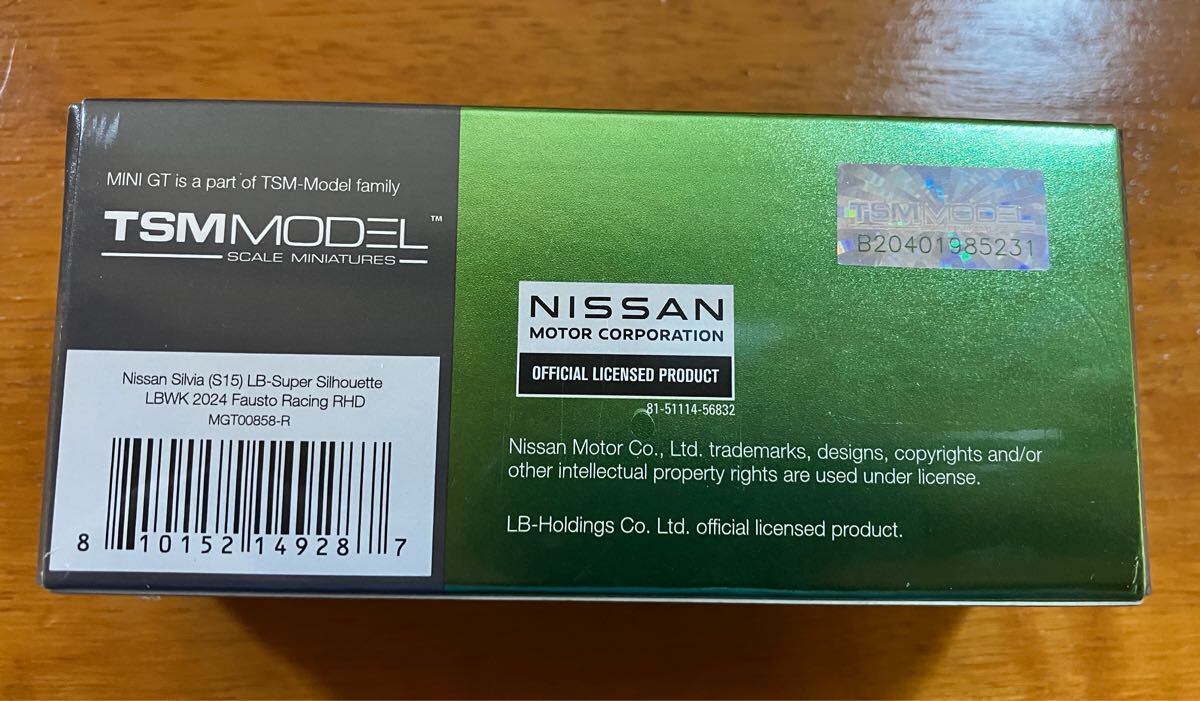 MINI GT is a part of TSM-Model family
TSMMODEL™
SCALE MINIATURES
Nissan Silvia (S15) LB-Super Silhouette
LBWK 2024 Fausto Racing RHD
MGT00858-R
8 10152 14928 7
TSMMODEL
B20401985231
NISSAN
MOTOR CORPORATION
OFFICIAL LICENSED PRODUCT
81-51114-56832
Nissan Motor Co., Ltd. trademarks, designs, copyrights and/or
other intellectual property rights are used under license.
LB-Holdings Co. Ltd. official licensed product.